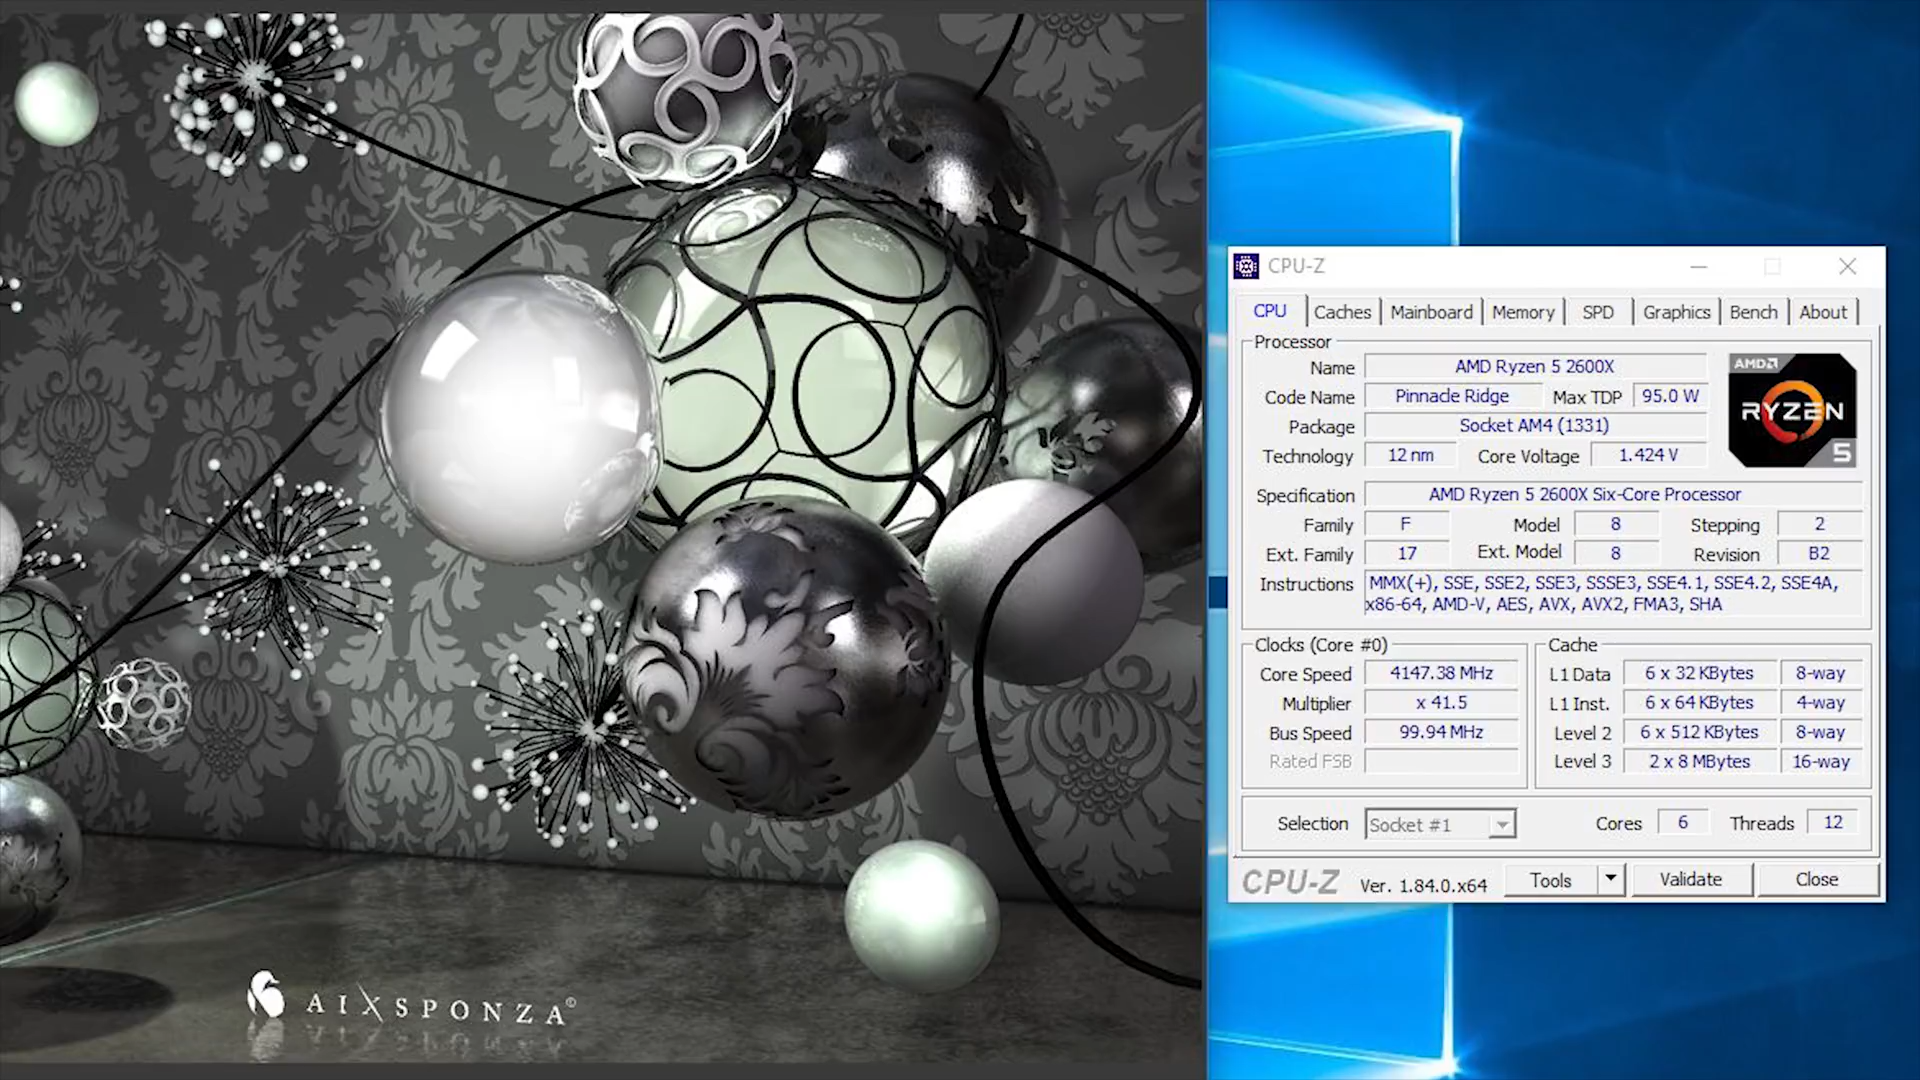 AIXSPONZA®
CPU-Z
CPU Caches Mainboard Memory SPD Graphics Bench About
Processor
Name AMD Ryzen 5 2600X
Code Name Pinnacle Ridge Max TDP 95.0 W
Package Socket AM4 (1331)
Technology 12 nm Core Voltage 1.424 V
AMD
RYZEN
5
Specification AMD Ryzen 5 2600X Six-Core Processor
Family F Model 8 Stepping 2
Ext. Family 17 Ext. Model 8 Revision B2
Instructions MMX(+), SSE, SSE2, SSE3, SSSE3, SSE4.1, SSE4.2, SSE4A,
x86-64, AMD-V, AES, AVX, AVX2, FMA3, SHA
Clocks (Core #0)
Core Speed 4147.38 MHz
Multiplier x 41.5
Bus Speed 99.94 MHz
Rated FSB
Cache
L1 Data 6 x 32 KBytes 8-way
L1 Inst. 6 x 64 KBytes 4-way
Level 2 6 x 512 KBytes 8-way
Level 3 2 x 8 MBytes 16-way
Selection Socket #1 Cores 6 Threads 12
CPU-Z Ver. 1.84.0.x64 Tools Validate Close